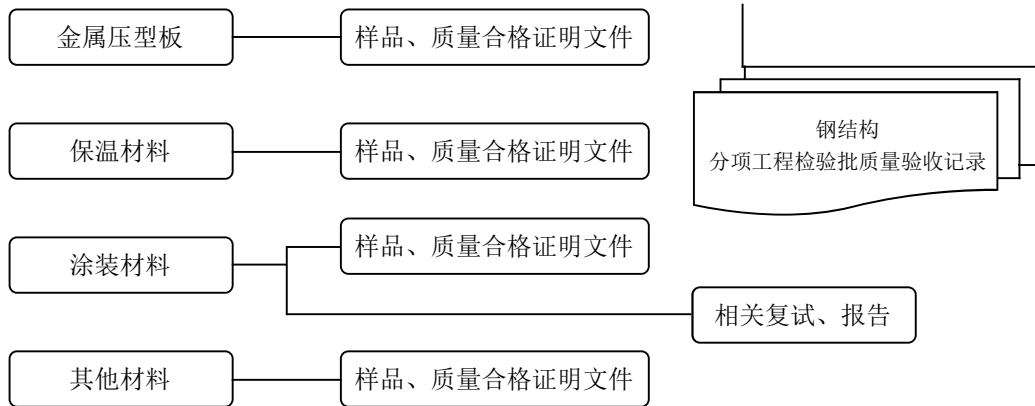 金属压型板
样品、质量合格证明文件
保温材料
样品、质量合格证明文件
钢结构
分项工程检验批质量验收记录
涂装材料
样品、质量合格证明文件
相关复试、报告
其他材料
样品、质量合格证明文件